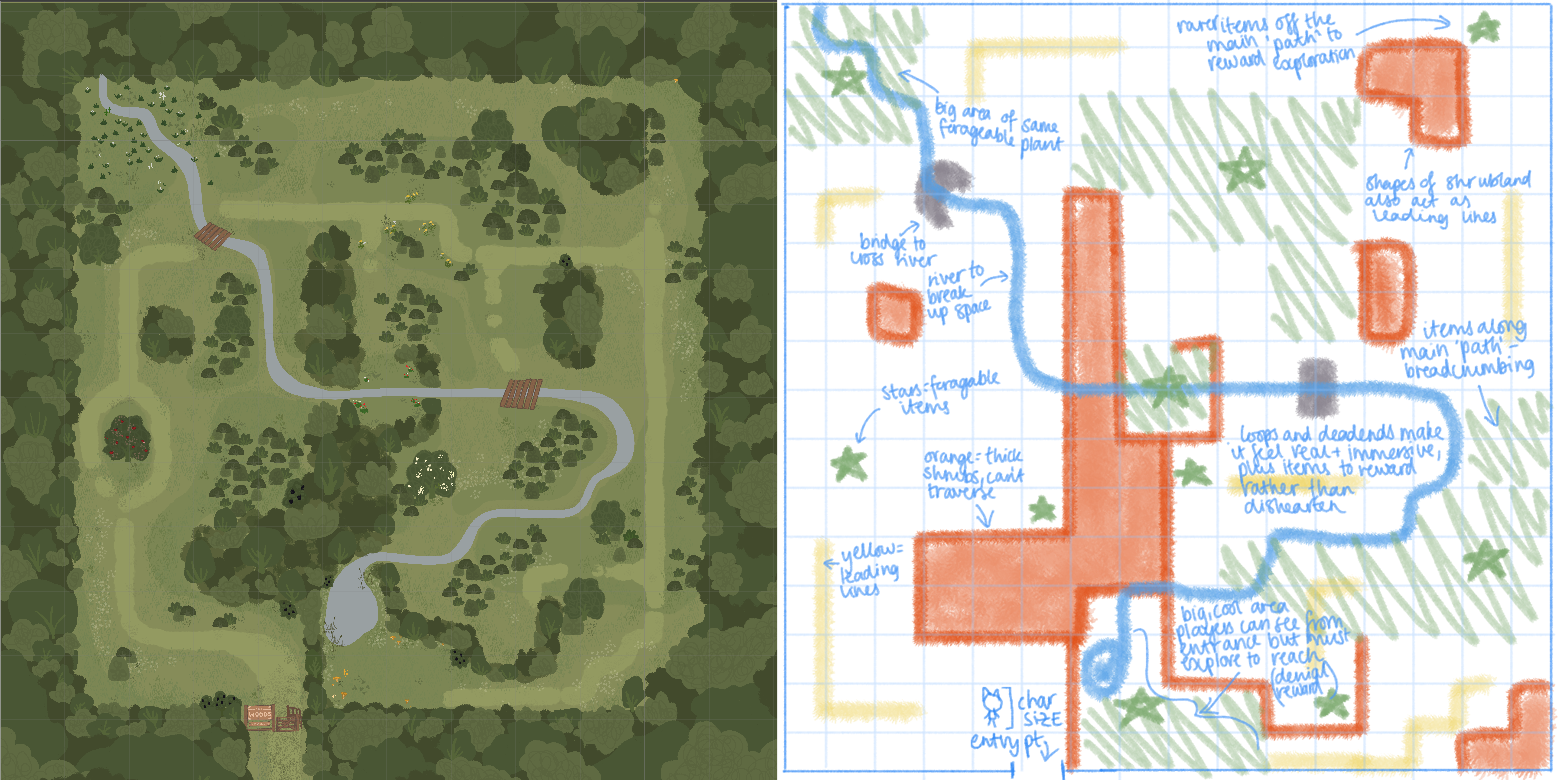 WOODS
rarer items off the
main 'path' to
reward exploration
big area of same
forageable plant
shapes of shrubland
also act as
leading lines
bridge to
cross river
river to
break
up space
items along
main 'path' -
breadcrumbing
stars=foragable
items
loops and deadends make
it feel real + immersive,
plus items to reward
rather than
dishearten
orange=thick
shrubs, can't
traverse
yellow=
leading
lines
big, cool area
players can see from
entrance but must
explore to reach
(denial
reward)
char
SIZE
entry pt.